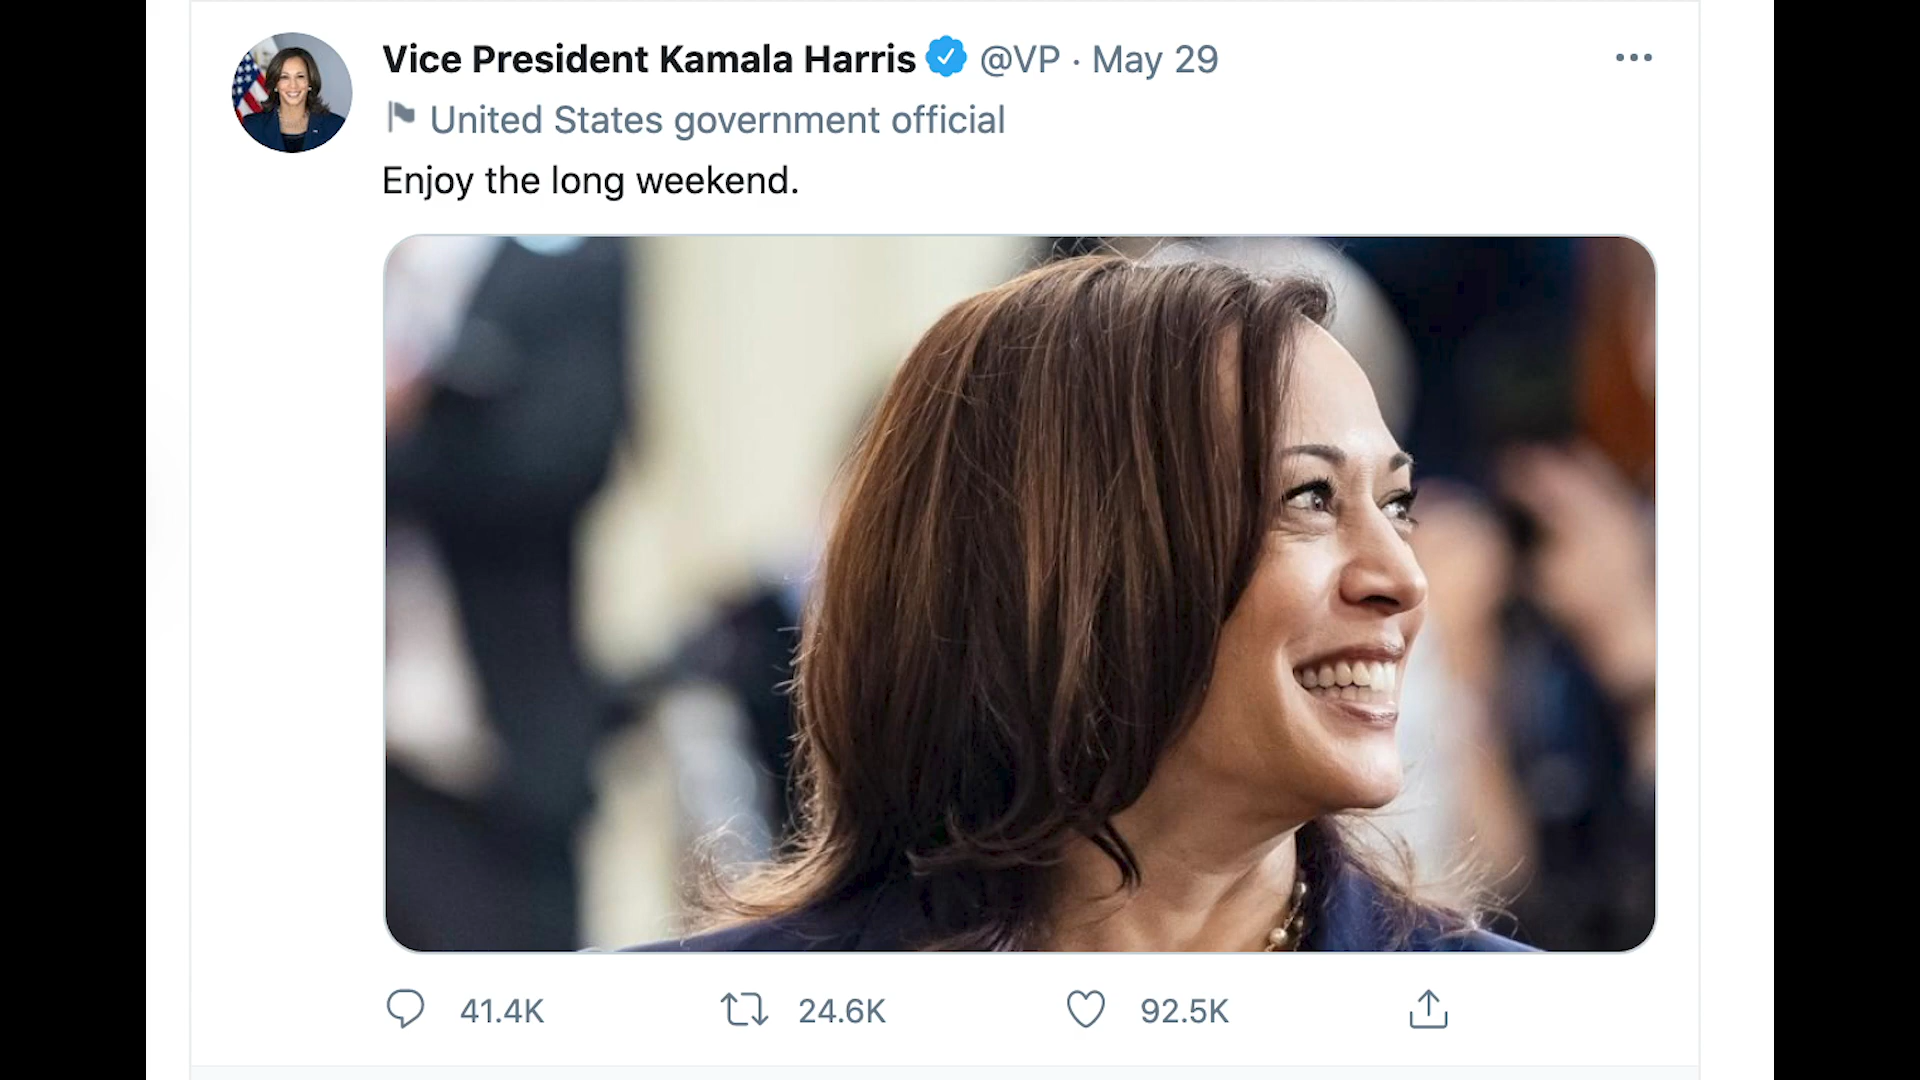 Vice President Kamala Harris @VP · May 29
United States government official
Enjoy the long weekend.
41.4K 24.6K 92.5K